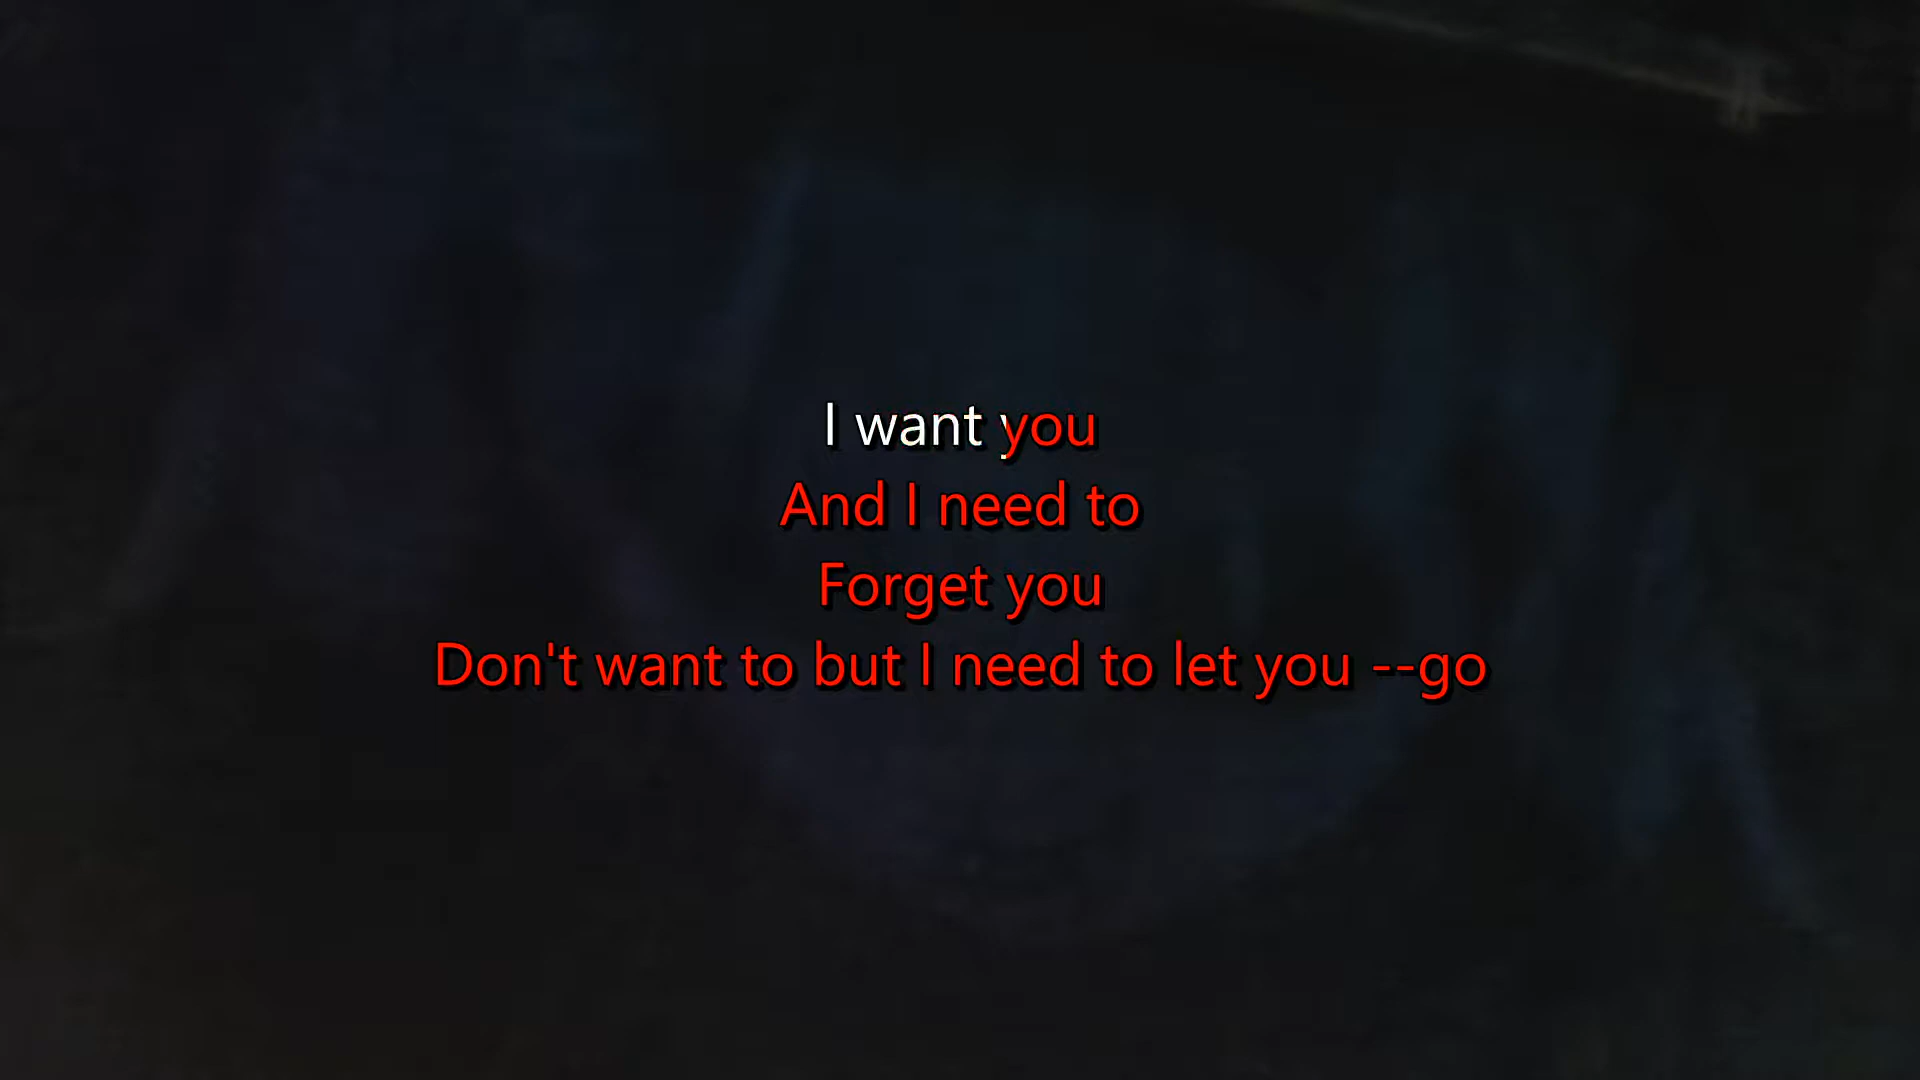 I want you
And I need to
Forget you
Don't want to but I need to let you --go